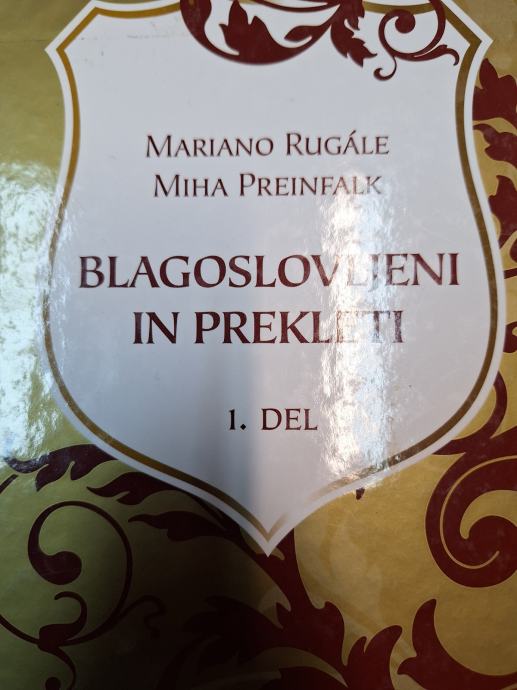 MARIANO RUGÁLE
MIHA PREINFALK
BLAGOSLOVLJENI
IN PREKLETI
1. DEL